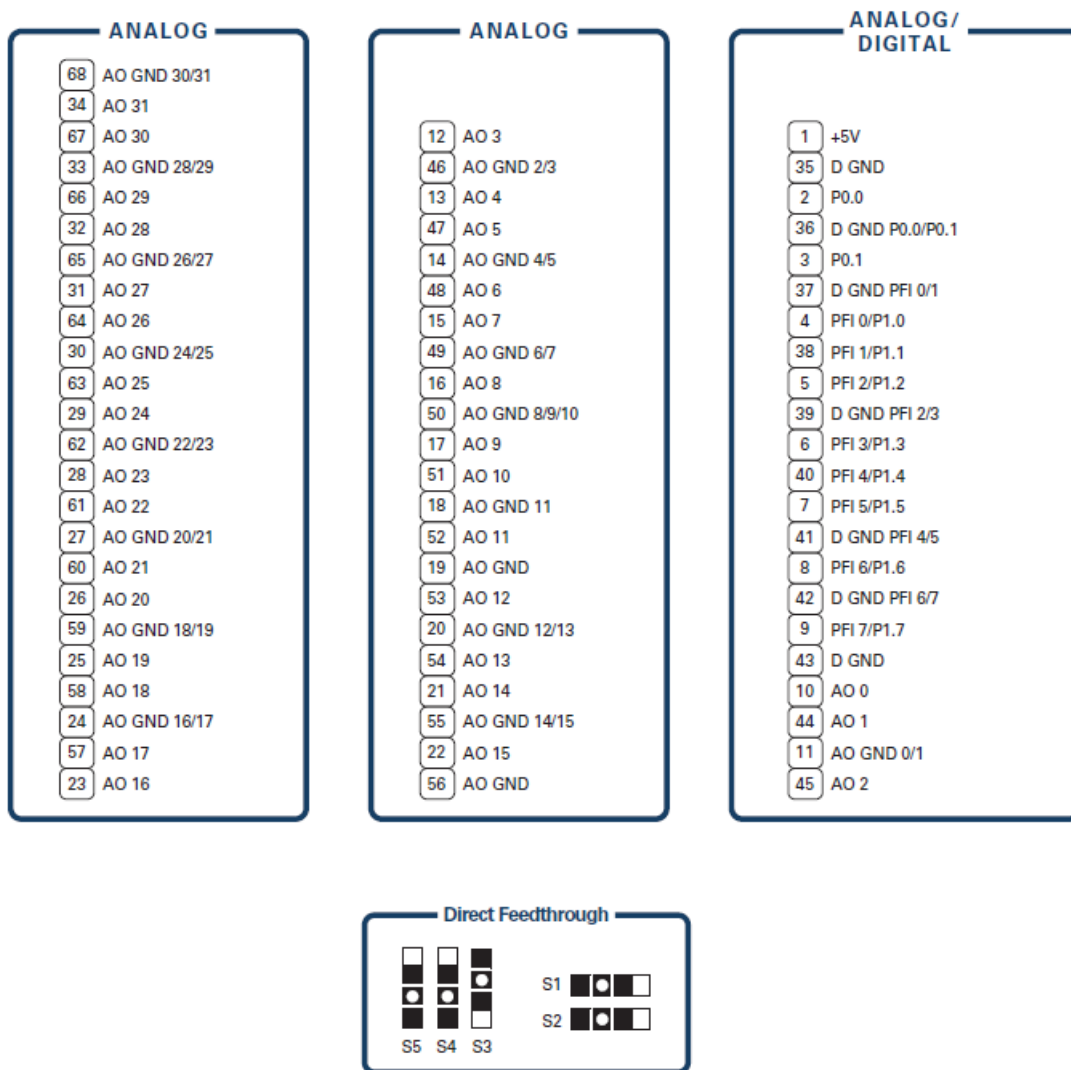 ANALOG
68 AO GND 30/31
34 AO 31
67 AO 30
33 AO GND 28/29
66 AO 29
32 AO 28
65 AO GND 26/27
31 AO 27
64 AO 26
30 AO GND 24/25
63 AO 25
29 AO 24
62 AO GND 22/23
28 AO 23
61 AO 22
27 AO GND 20/21
60 AO 21
26 AO 20
59 AO GND 18/19
25 AO 19
58 AO 18
24 AO GND 16/17
57 AO 17
23 AO 16
ANALOG
12 AO 3
46 AO GND 2/3
13 AO 4
47 AO 5
14 AO GND 4/5
48 AO 6
15 AO 7
49 AO GND 6/7
16 AO 8
50 AO GND 8/9/10
17 AO 9
51 AO 10
18 AO GND 11
52 AO 11
19 AO GND
53 AO 12
20 AO GND 12/13
54 AO 13
21 AO 14
55 AO GND 14/15
22 AO 15
56 AO GND
ANALOG/
DIGITAL
1 +5V
35 D GND
2 P0.0
36 D GND P0.0/P0.1
3 P0.1
37 D GND PFI 0/1
4 PFI 0/P1.0
38 PFI 1/P1.1
5 PFI 2/P1.2
39 D GND PFI 2/3
6 PFI 3/P1.3
40 PFI 4/P1.4
7 PFI 5/P1.5
41 D GND PFI 4/5
8 PFI 6/P1.6
42 D GND PFI 6/7
9 PFI 7/P1.7
43 D GND
10 AO 0
44 AO 1
11 AO GND 0/1
45 AO 2
Direct Feedthrough
S1
S2
S5 S4 S3